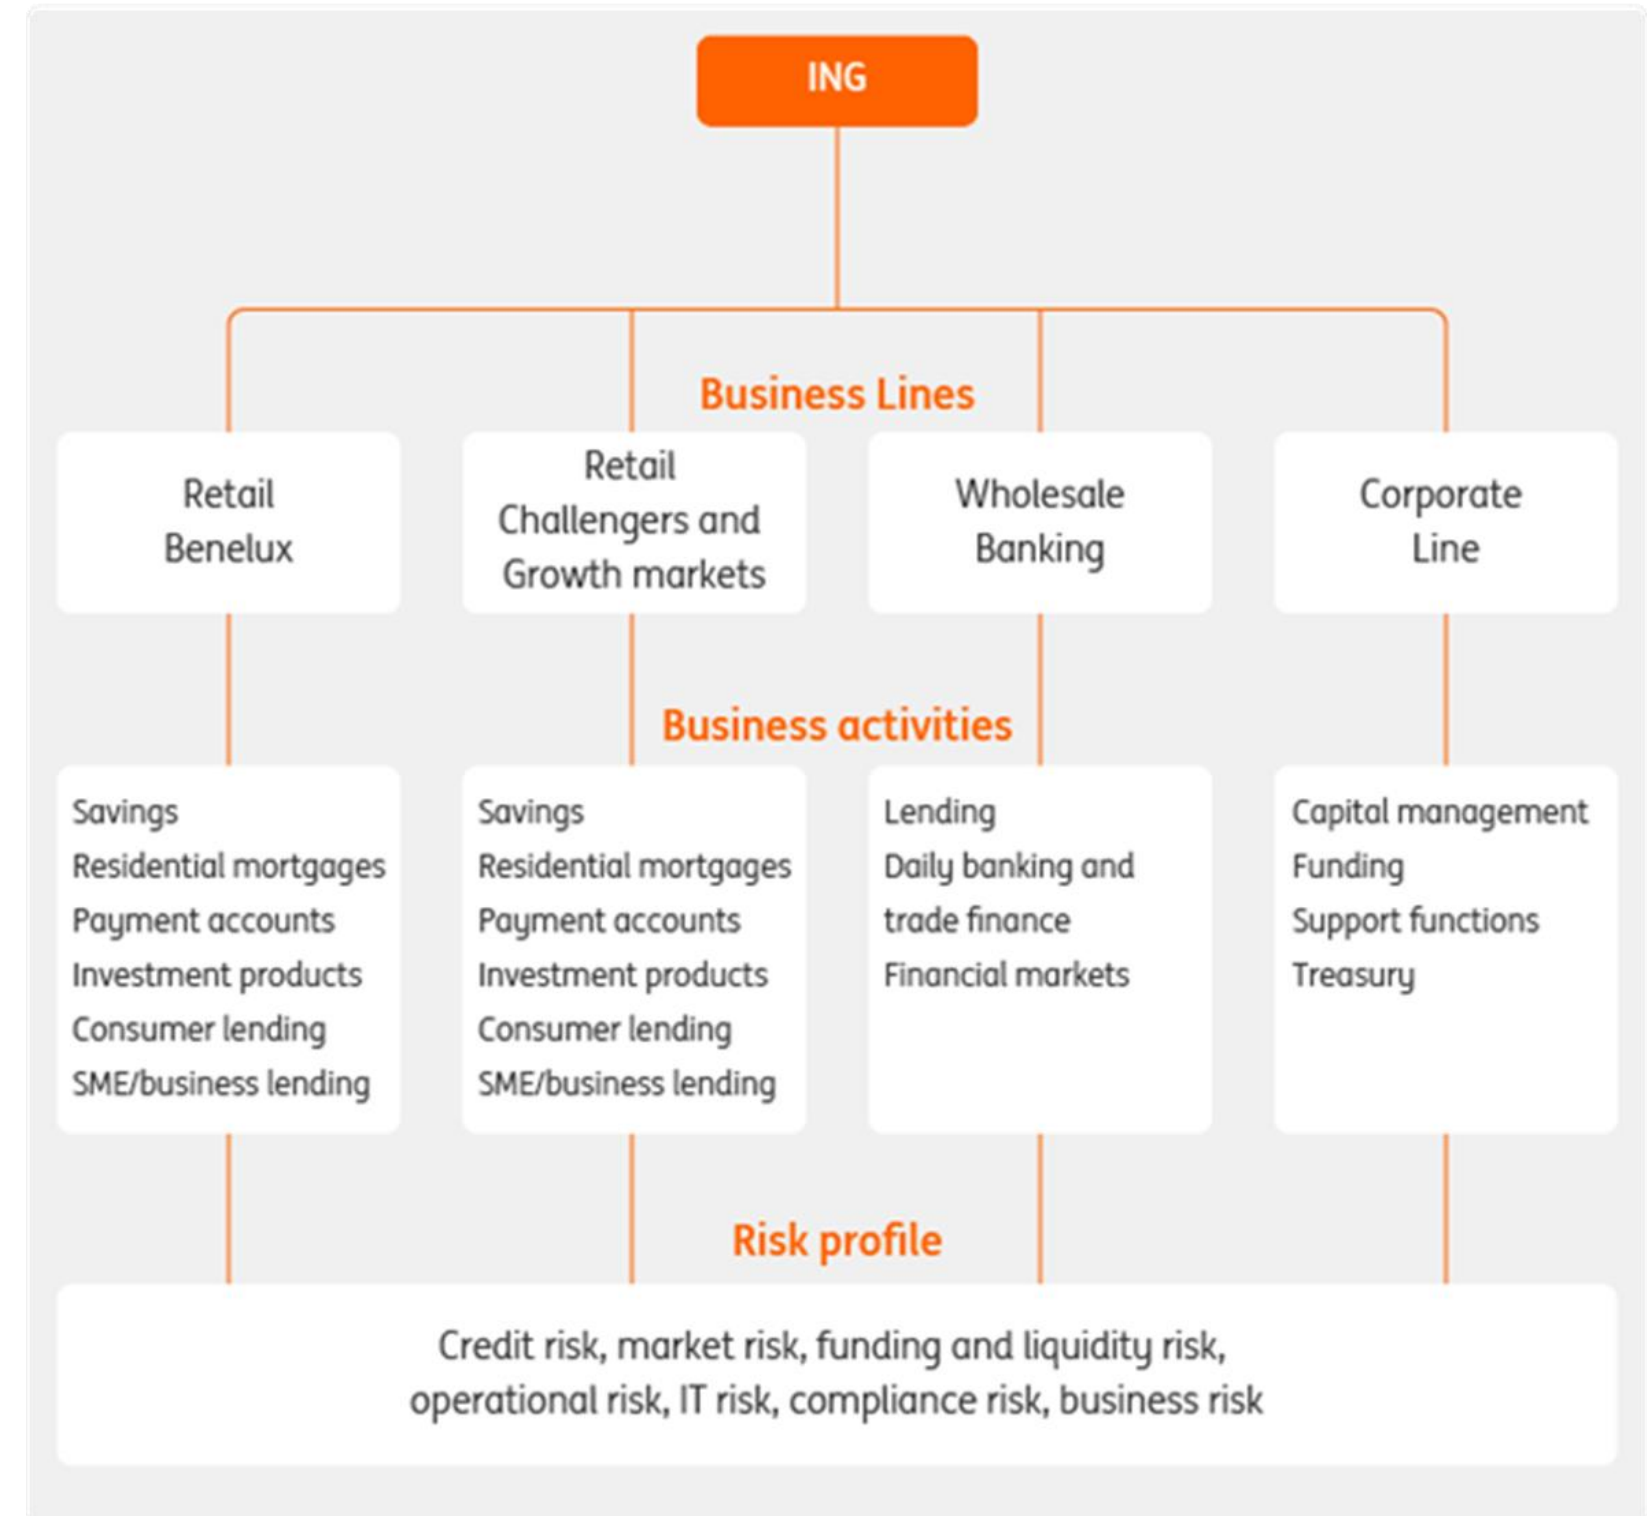 ING
Business Lines
Retail
Benelux
Retail
Challengers and
Growth markets
Wholesale
Banking
Corporate
Line
Business activities
Savings
Residential mortgages
Payment accounts
Investment products
Consumer lending
SME/business lending
Savings
Residential mortgages
Payment accounts
Investment products
Consumer lending
SME/business lending
Lending
Daily banking and
trade finance
Financial markets
Capital management
Funding
Support functions
Treasury
Risk profile
Credit risk, market risk, funding and liquidity risk,
operational risk, IT risk, compliance risk, business risk